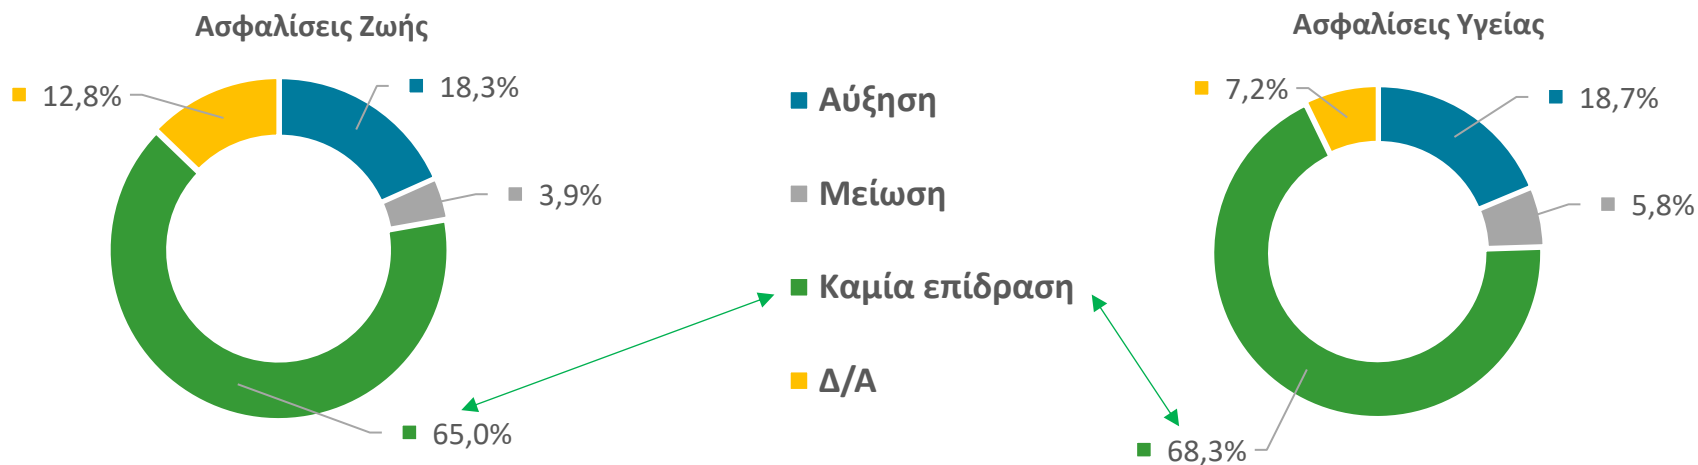 Ασφαλίσεις Ζωής
12,8%
18,3%
3,9%
65,0%
Αύξηση
Μείωση
Καμία επίδραση
Δ/Α
Ασφαλίσεις Υγείας
7,2%
18,7%
5,8%
68,3%